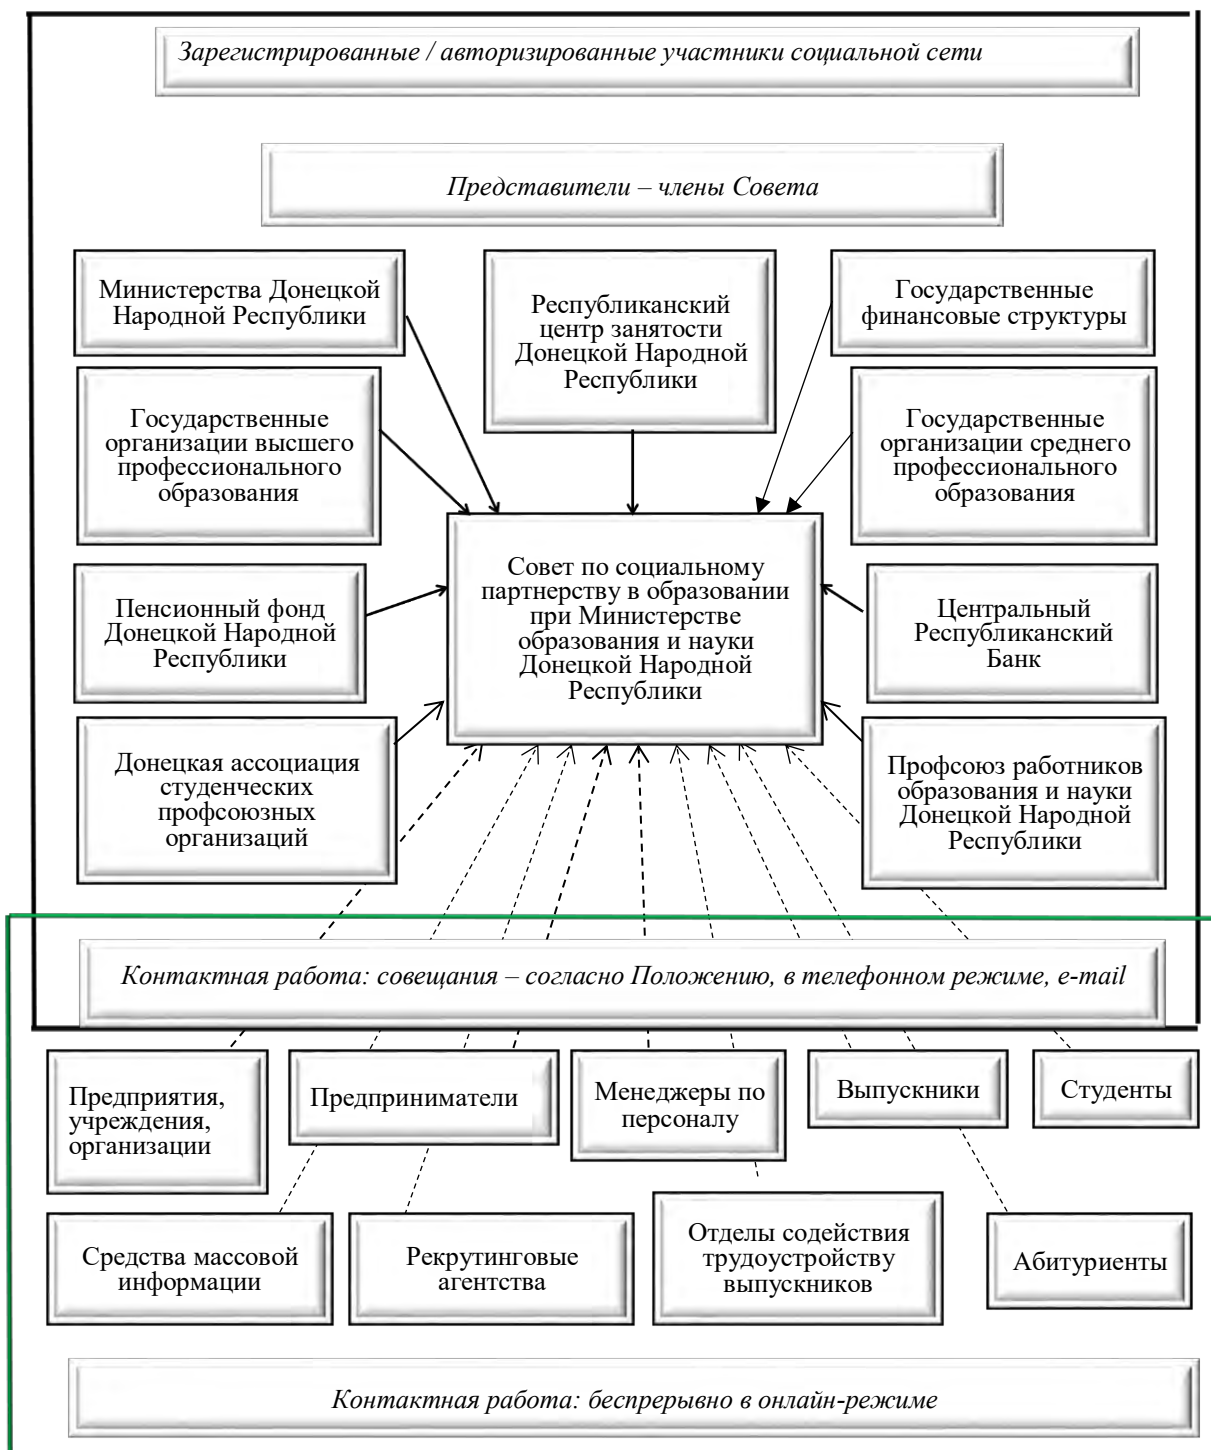 Зарегистрированные / авторизированные участники социальной сети
Представители – члены Совета
Министерства Донецкой
Народной Республики
Республиканский
центр занятости
Донецкой Народной
Республики
Государственные
финансовые структуры
Государственные
организации высшего
профессионального
образования
Государственные
организации среднего
профессионального
образования
Совет по социальному
партнерству в образовании
при Министерстве
образования и науки
Донецкой Народной
Республики
Пенсионный фонд
Донецкой Народной
Республики
Центральный
Республиканский
Банк
Донецкая ассоциация
студенческих
профсоюзных
организаций
Профсоюз работников
образования и науки
Донецкой Народной
Республики
Контактная работа: совещания – согласно Положению, в телефонном режиме, e-mail
Предприятия,
учреждения,
организации
Предприниматели
Менеджеры по
персоналу
Выпускники
Студенты
Средства массовой
информации
Рекрутинговые
агентства
Отделы содействия
трудоустройству
выпускников
Абитуриенты
Контактная работа: беспрерывно в онлайн-режиме